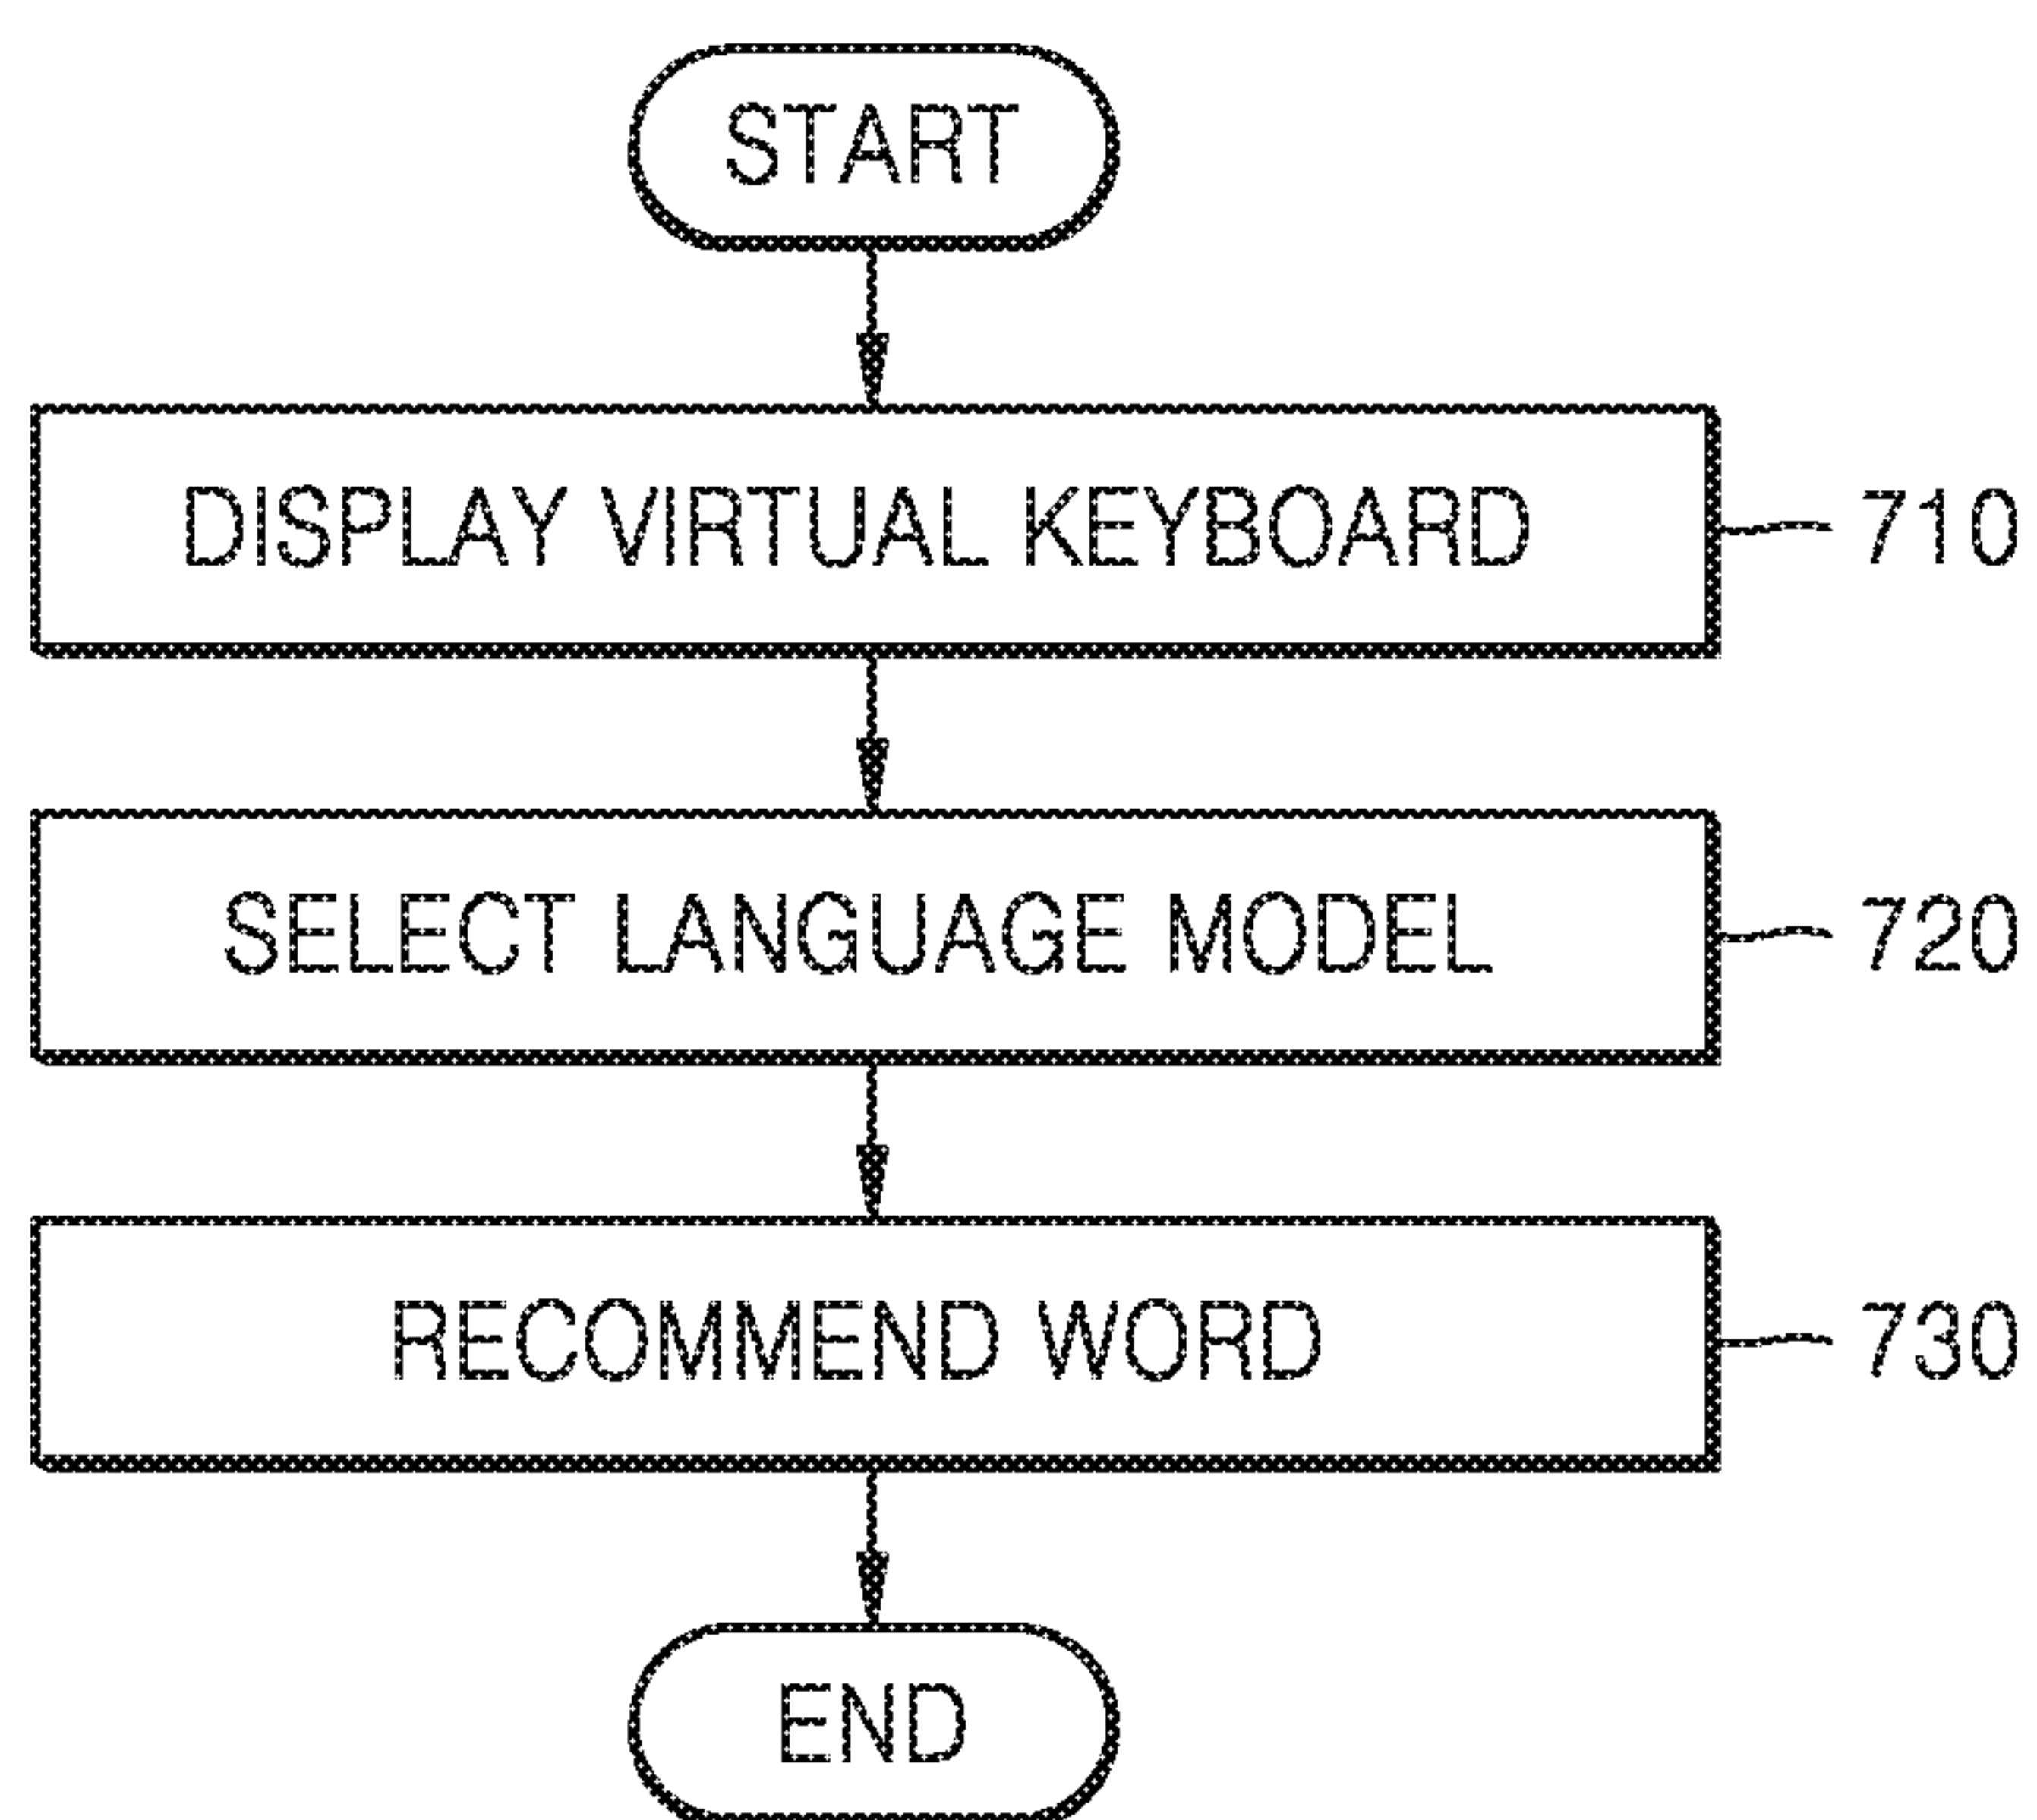 START
DISPLAY VIRTUAL KEYBOARD 710
SELECT LANGUAGE MODEL 720
RECOMMEND WORD 730
END